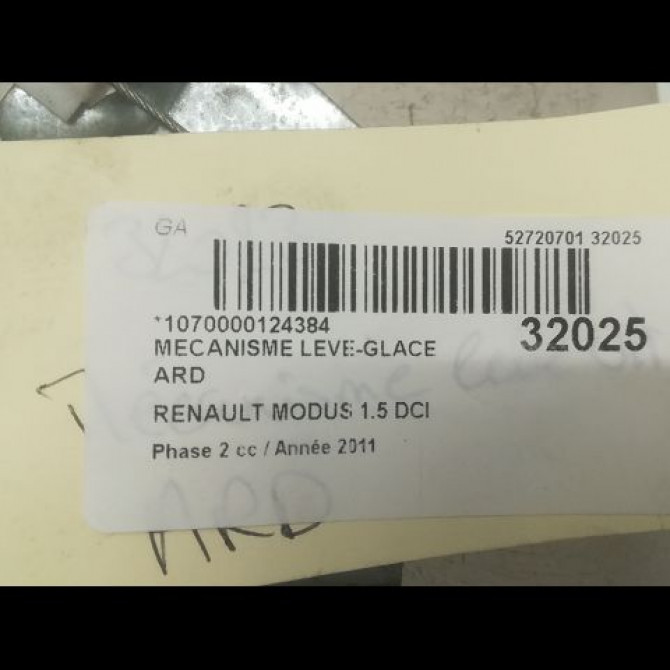 GA
52720701 32025
*1070000124384
32025
MECANISME LEVE-GLACE
ARD
RENAULT MODUS 1.5 DCI
Phase 2 cc / Année 2011
ARD